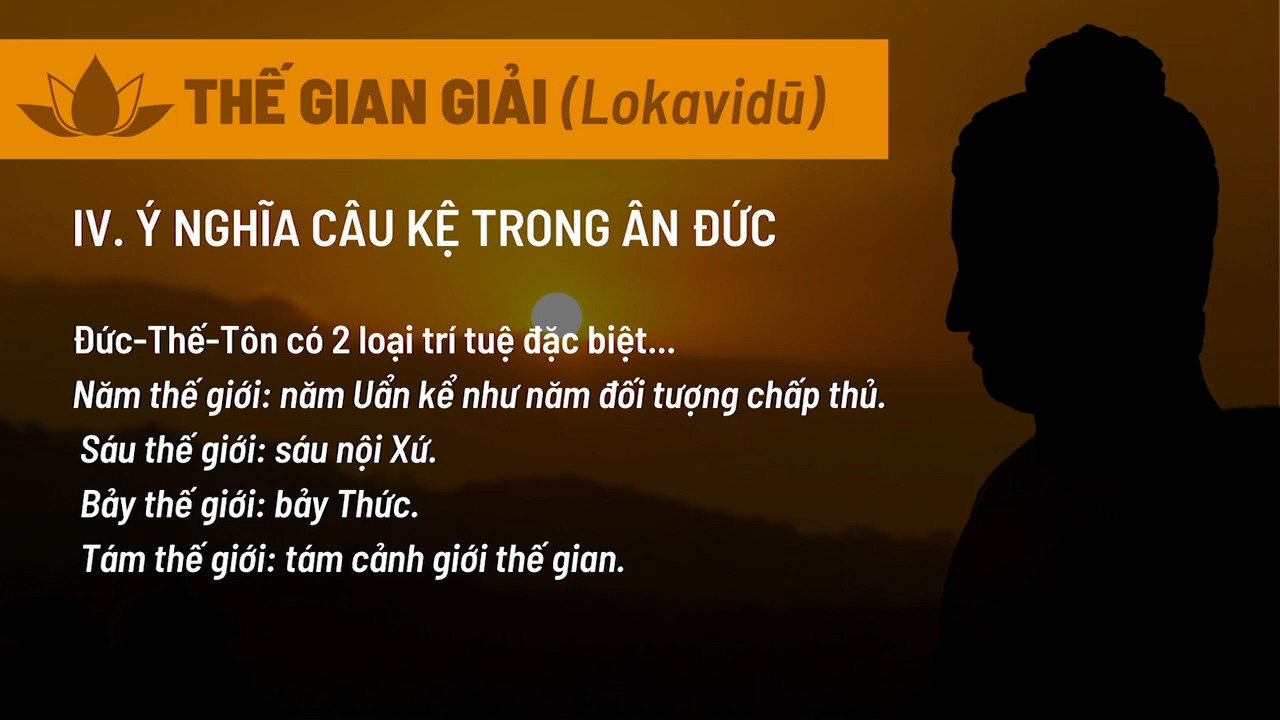 THẾ GIAN GIẢI (Lokavidū)
IV. Ý NGHĨA CÂU KỆ TRONG ÂN ĐỨC
Đức-Thế-Tôn có 2 loại trí tuệ đặc biệt...
Năm thế giới: năm Uẩn kể như năm đối tượng chấp thủ.
Sáu thế giới: sáu nội Xứ.
Bảy thế giới: bảy Thức.
Tám thế giới: tám cảnh giới thế gian.